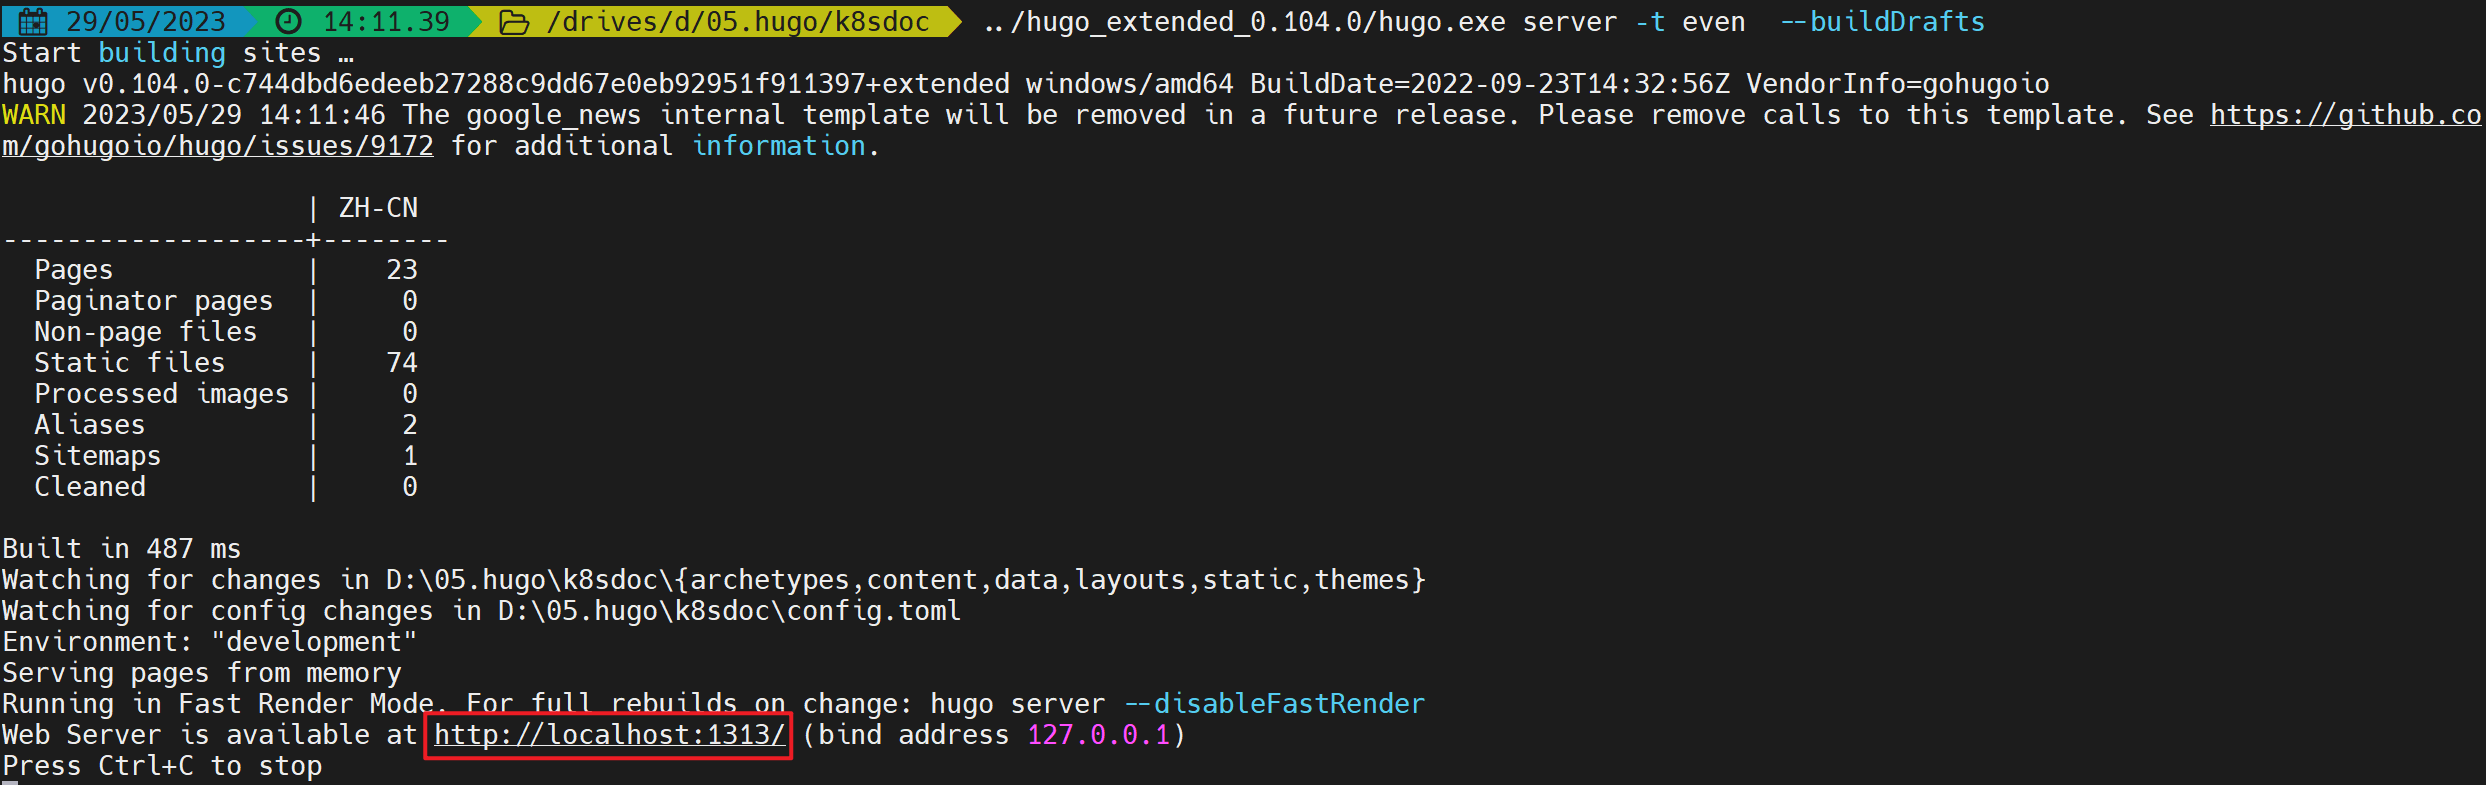 29/05/2023 14:11.39 /drives/d/05.hugo/k8sdoc ../hugo_extended_0.104.0/hugo.exe server -t even  --buildDrafts
Start building sites …
hugo v0.104.0-c744dbd6edeeb27288c9dd67e0eb92951f911397+extended windows/amd64 BuildDate=2022-09-23T14:32:56Z VendorInfo=gohugoio
WARN 2023/05/29 14:11:46 The google_news internal template will be removed in a future release. Please remove calls to this template. See https://github.co
m/gohugoio/hugo/issues/9172 for additional information.
                   | ZH-CN
-------------------+--------
  Pages            |    23
  Paginator pages  |     0
  Non-page files   |     0
  Static files     |    74
  Processed images |     0
  Aliases          |     2
  Sitemaps         |     1
  Cleaned          |     0
Built in 487 ms
Watching for changes in D:\05.hugo\k8sdoc\{archetypes,content,data,layouts,static,themes}
Watching for config changes in D:\05.hugo\k8sdoc\config.toml
Environment: "development"
Serving pages from memory
Running in Fast Render Mode. For full rebuilds on change: hugo server --disableFastRender
Web Server is available at http://localhost:1313/ (bind address 127.0.0.1)
Press Ctrl+C to stop